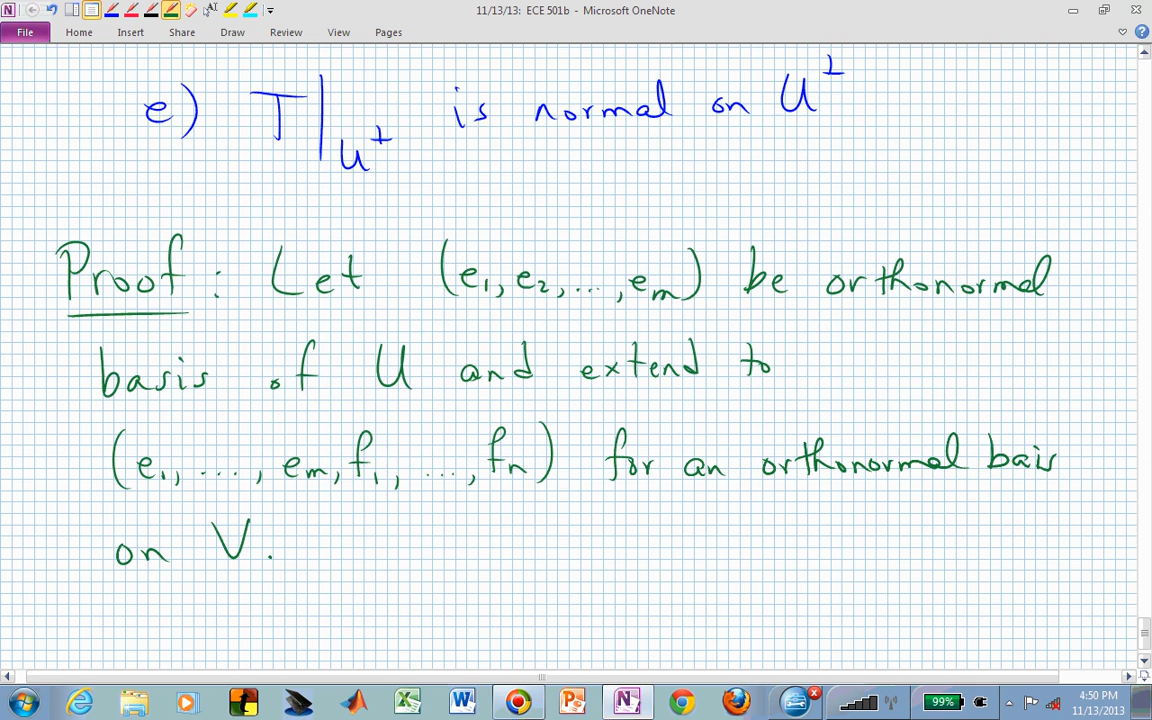 11/13/13: ECE 501b - Microsoft OneNote
File Home Insert Share Draw Review View Pages
e) T|U⊥ is normal on U⊥
Proof: Let (e1, e2, ..., em) be orthonormal
basis of U and extend to
(e1, ..., em, f1, ..., fn) for an orthonormal bais
on V.
99%
4:50 PM
11/13/2013